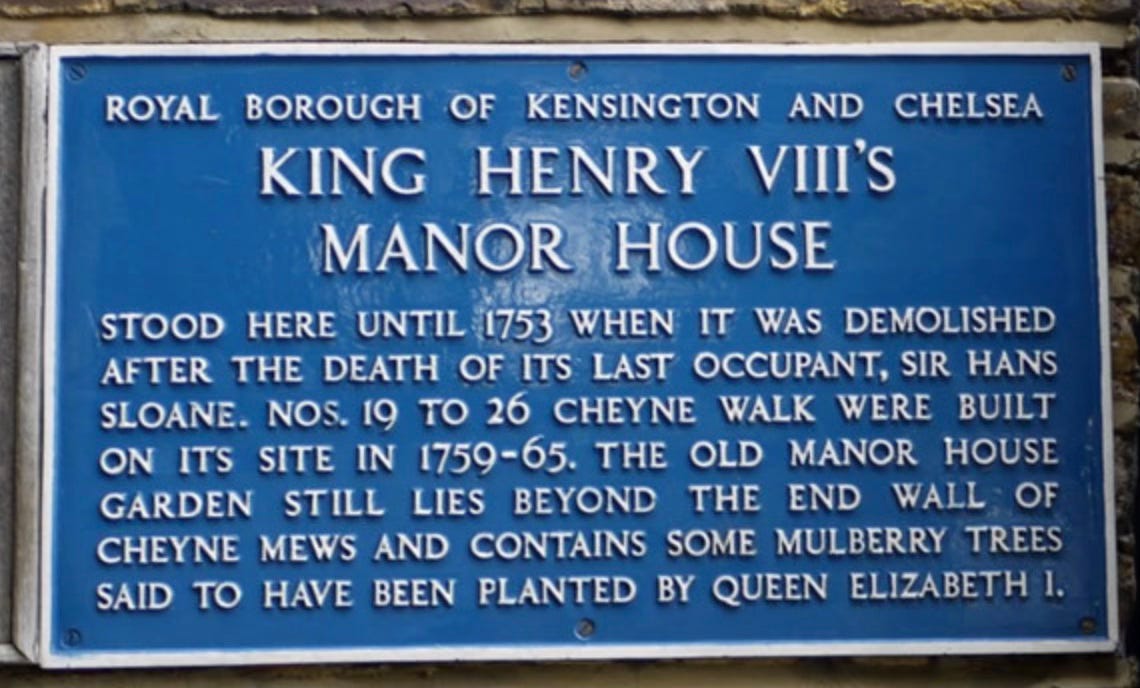 ROYAL BOROUGH OF KENSINGTON AND CHELSEA
KING HENRY VIII'S
MANOR HOUSE
STOOD HERE UNTIL 1753 WHEN IT WAS DEMOLISHED
AFTER THE DEATH OF ITS LAST OCCUPANT, SIR HANS
SLOANE. NOS. 19 TO 26 CHEYNE WALK WERE BUILT
ON ITS SITE IN 1759-65. THE OLD MANOR HOUSE
GARDEN STILL LIES BEYOND THE END WALL OF
CHEYNE MEWS AND CONTAINS SOME MULBERRY TREES
SAID TO HAVE BEEN PLANTED BY QUEEN ELIZABETH I.